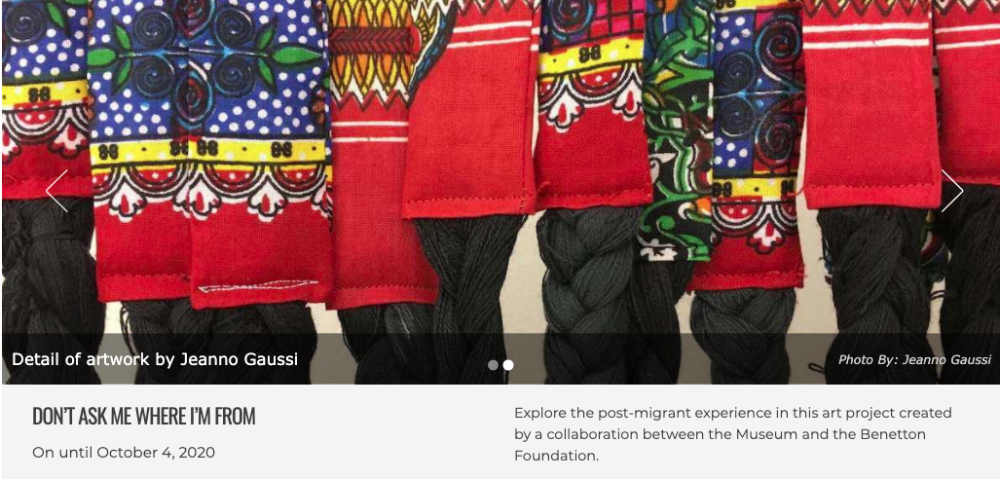 Detail of artwork by Jeanno Gaussi
Photo By: Jeanno Gaussi
DON'T ASK ME WHERE I'M FROM
On until October 4, 2020
Explore the post-migrant experience in this art project created
by a collaboration between the Museum and the Benetton
Foundation.